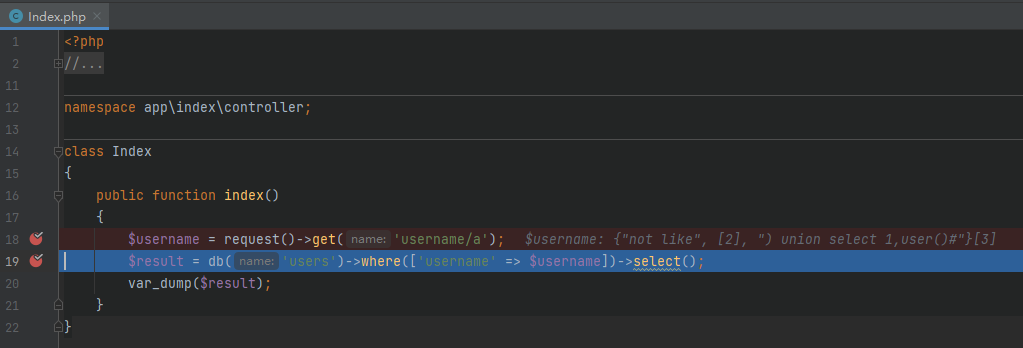 Index.php
1 <?php
2 //...
11
12 namespace app\index\controller;
13
14 class Index
15 {
16 public function index()
17 {
18 $username = request()->get( name: 'username/a'); $username: {"not like", [2], ") union select 1,user()#"}[3]
19 $result = db( name: 'users')->where(['username' => $username])->select();
20 var_dump($result);
21 }
22 }